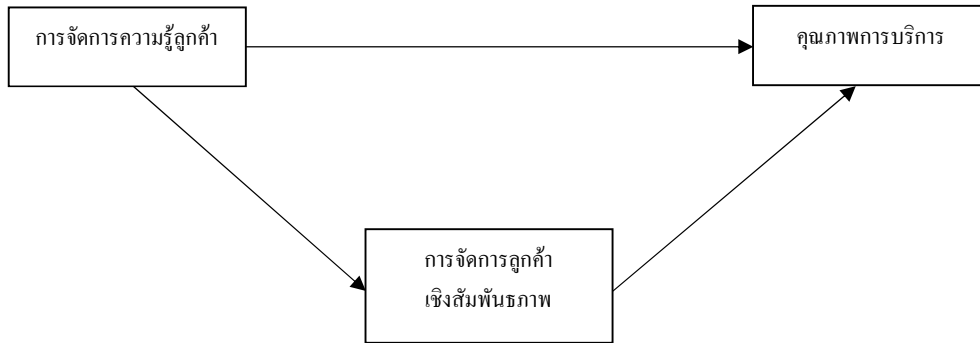 การจัดการความรู้ลูกค้า
คุณภาพการบริการ
การจัดการลูกค้า
เชิงสัมพันธภาพ